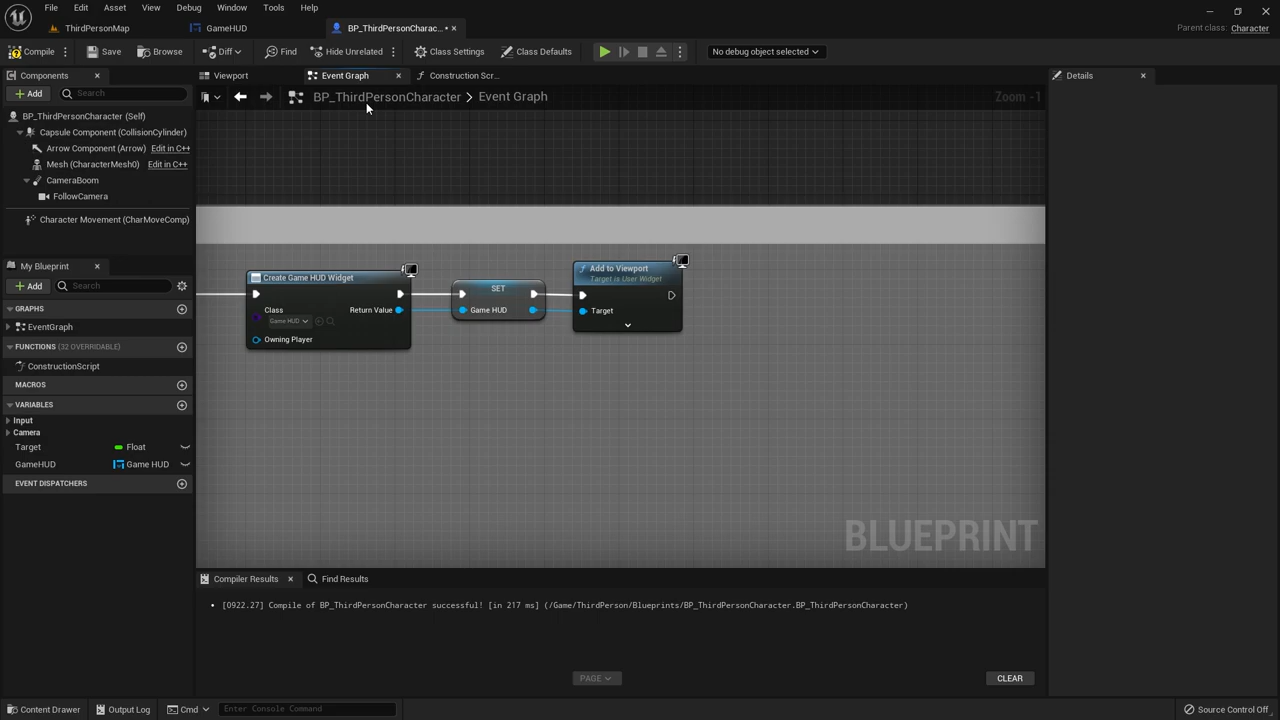 File Edit Asset View Debug Window Tools Help
ThirdPersonMap GameHUD BP_ThirdPersonCharac... •
Parent class: Character
Compile Save Browse Diff Find Hide Unrelated Class Settings Class Defaults No debug object selected
Components Viewport Event Graph Construction Scr... Details
Add Search
BP_ThirdPersonCharacter > Event Graph Zoom -1
BP_ThirdPersonCharacter (Self)
Capsule Component (CollisionCylinder)
Arrow Component (Arrow) Edit in C++
Mesh (CharacterMesh0) Edit in C++
CameraBoom
FollowCamera
Character Movement (CharMoveComp)
My Blueprint
Add Search
GRAPHS
EventGraph
FUNCTIONS (32 OVERRIDABLE)
ConstructionScript
MACROS
VARIABLES
Input
Camera
Target Float
GameHUD Game HUD
EVENT DISPATCHERS
Create Game HUD Widget
Class Return Value
Game HUD
Owning Player
SET
Game HUD
Add to Viewport
Target is User Widget
Target
BLUEPRINT
Compiler Results Find Results
[0922.27] Compile of BP_ThirdPersonCharacter successful! [in 217 ms] (/Game/ThirdPerson/Blueprints/BP_ThirdPersonCharacter.BP_ThirdPersonCharacter)
PAGE CLEAR
Content Drawer Output Log Cmd Enter Console Command Source Control Off